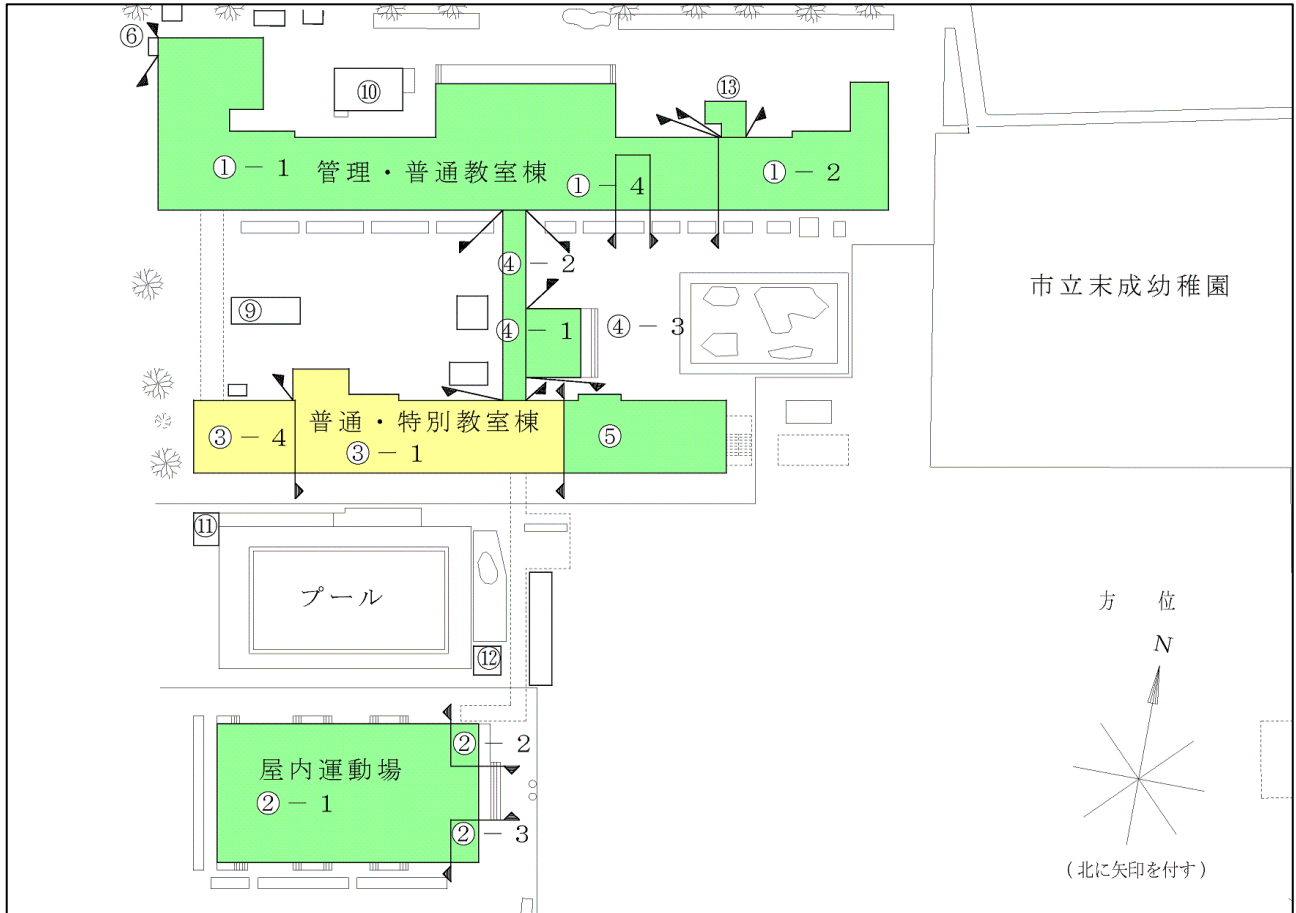 ⑥
⑩
⑬
①－1 管理・普通教室棟
①－4
①－2
④－2
市立末成幼稚園
⑨
④－1
④－3
普通・特別教室棟
③－4
③－1
⑤
⑪
プール
⑫
方 位
N
(北に矢印を付す)
②－2
屋内運動場
②－1
②－3